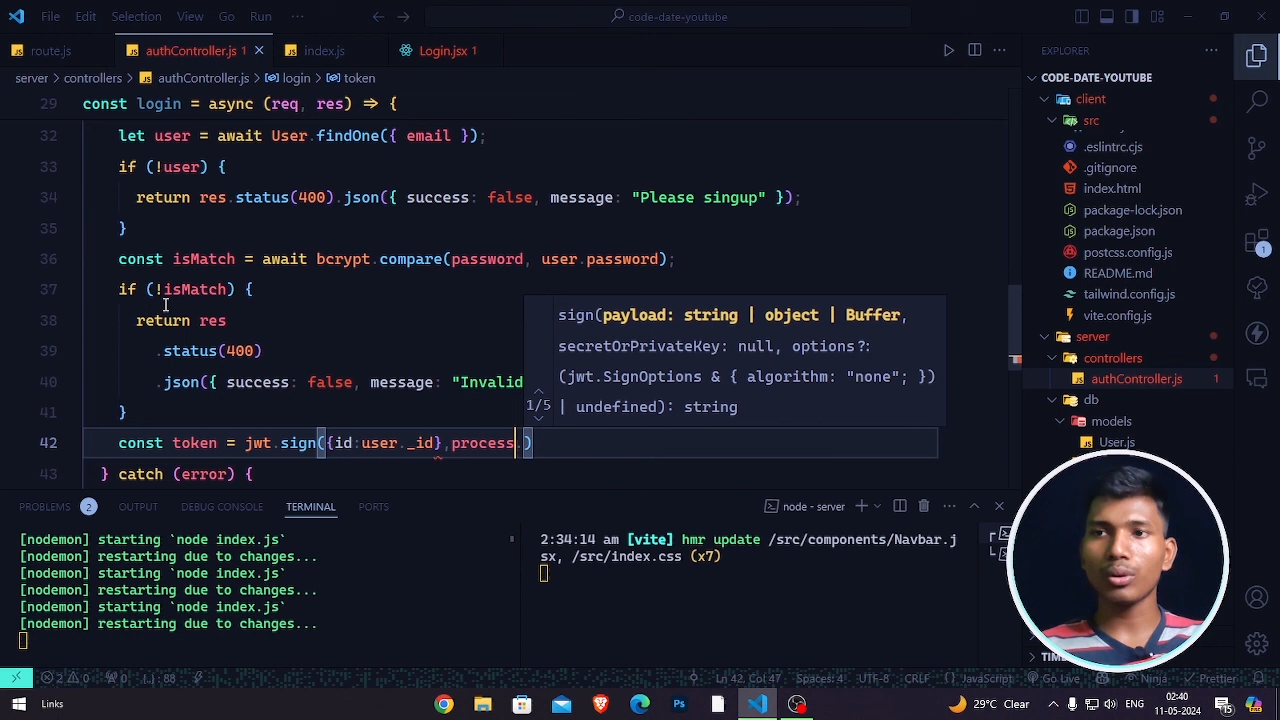 File Edit Selection View Go Run ··· code-date-youtube
route.js authController.js 1 index.js Login.jsx 1 EXPLORER
server > controllers > authController.js > login > token
CODE-DATE-YOUTUBE
client
src
.eslintrc.cjs
.gitignore
index.html
package-lock.json
package.json
postcss.config.js
README.md
tailwind.config.js
vite.config.js
server
controllers
authController.js 1
db
models
User.js
29 const login = async (req, res) => {
32 let user = await User.findOne({ email });
33 if (!user) {
34 return res.status(400).json({ success: false, message: "Please singup" });
35 }
36 const isMatch = await bcrypt.compare(password, user.password);
37 if (!isMatch) {
38 return res
39 .status(400)
40 .json({ success: false, message: "Invalid
41 }
42 const token = jwt.sign({id:user._id},process.)
43 } catch (error) {
sign(payload: string | object | Buffer,
secretOrPrivateKey: null, options?:
(jwt.SignOptions & { algorithm: "none"; })
1/5 | undefined): string
PROBLEMS 2 OUTPUT DEBUG CONSOLE TERMINAL PORTS node - server
[nodemon] starting `node index.js`
[nodemon] restarting due to changes...
[nodemon] starting `node index.js`
[nodemon] restarting due to changes...
[nodemon] starting `node index.js`
[nodemon] restarting due to changes...
2:34:14 am [vite] hmr update /src/components/Navbar.j
sx, /src/index.css (x7)
1
2 0 0 {..}: 88 Ln 42, Col 47 Spaces: 4 UTF-8 CRLF JavaScript Go Live Ninja Prettier
Links 29°C Clear ENG 02:40
11-05-2024